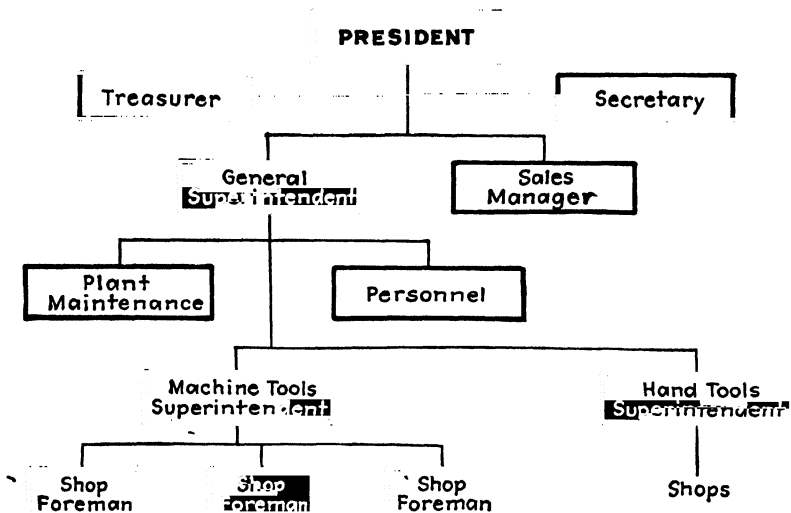 PRESIDENT
Treasurer
Secretary
General
Superintendent
Sales
Manager
Plant
Maintenance
Personnel
Machine Tools
Superintendent
Hand Tools
Superintendent
Shop
Foreman
Shop
Foreman
Shop
Foreman
Shops